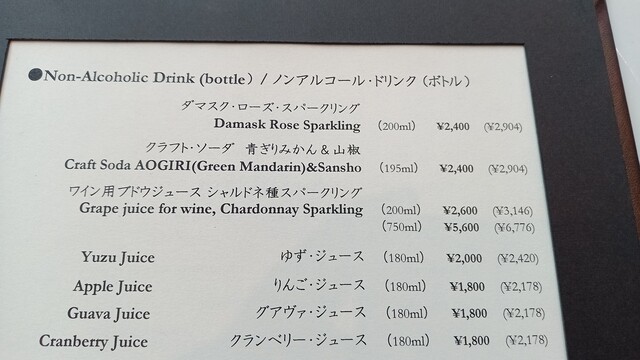 ●Non-Alcoholic Drink (bottle) / ノンアルコール・ドリンク (ボトル)
ダマスク・ローズ・スパークリング
Damask Rose Sparkling (200ml) ¥2,400 (¥2,904)
クラフト・ソーダ 青ぎりみかん & 山椒
Craft Soda AOGIRI(Green Mandarin)&Sansho (195ml) ¥2,400 (¥2,904)
ワイン用ブドウジュース シャルドネ種スパークリング
Grape juice for wine, Chardonnay Sparkling (200ml) ¥2,600 (¥3,146)
(750ml) ¥5,600 (¥6,776)
Yuzu Juice ゆず・ジュース (180ml) ¥2,000 (¥2,420)
Apple Juice りんご・ジュース (180ml) ¥1,800 (¥2,178)
Guava Juice グアヴァ・ジュース (180ml) ¥1,800 (¥2,178)
Cranberry Juice クランベリー・ジュース (180ml) ¥1,800 (¥2,178)